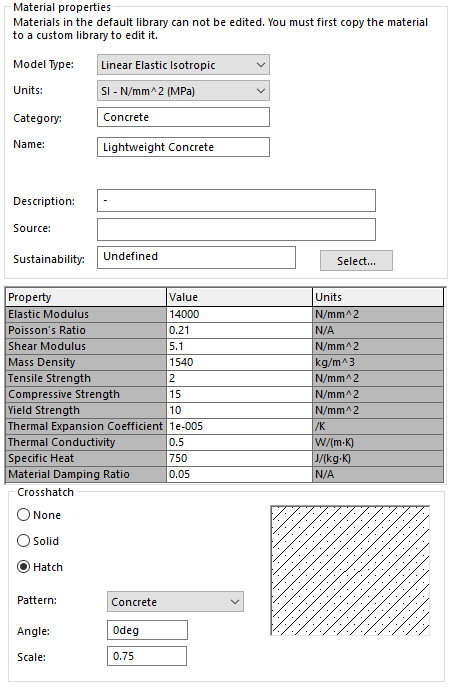 Material properties
Materials in the default library can not be edited. You must first copy the material
to a custom library to edit it.
Model Type: Linear Elastic Isotropic
Units: SI - N/mm^2 (MPa)
Category: Concrete
Name: Lightweight Concrete
Description: -
Source:
Sustainability: Undefined Select...
Property Value Units
Elastic Modulus 14000 N/mm^2
Poisson's Ratio 0.21 N/A
Shear Modulus 5.1 N/mm^2
Mass Density 1540 kg/m^3
Tensile Strength 2 N/mm^2
Compressive Strength 15 N/mm^2
Yield Strength 10 N/mm^2
Thermal Expansion Coefficient 1e-005 /K
Thermal Conductivity 0.5 W/(m·K)
Specific Heat 750 J/(kg·K)
Material Damping Ratio 0.05 N/A
Crosshatch
None
Solid
Hatch
Pattern: Concrete
Angle: 0deg
Scale: 0.75